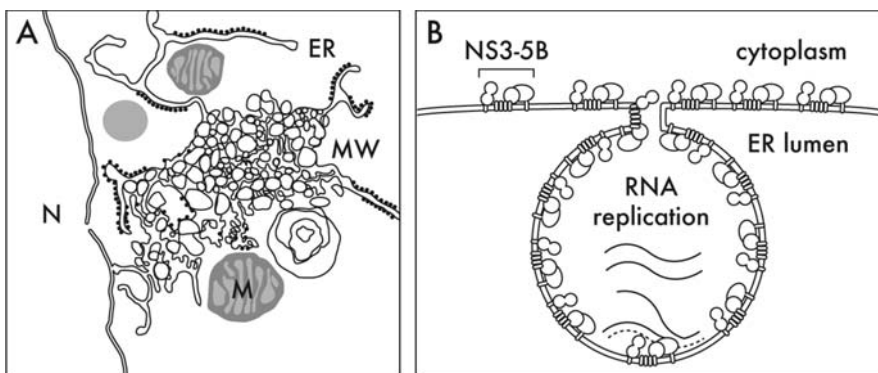 A
ER
MW
N
M
B
NS3-5B
cytoplasm
ER lumen
RNA
replication